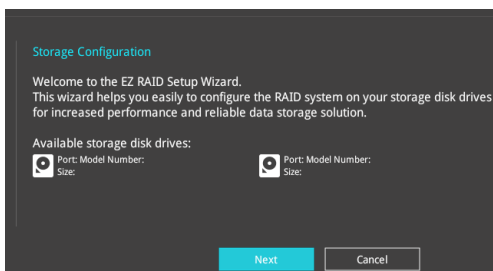 Storage Configuration
Welcome to the EZ RAID Setup Wizard.
This wizard helps you easily to configure the RAID system on your storage disk drives
for increased performance and reliable data storage solution.
Available storage disk drives:
Port: Model Number:
Size:
Port: Model Number:
Size:
Next
Cancel